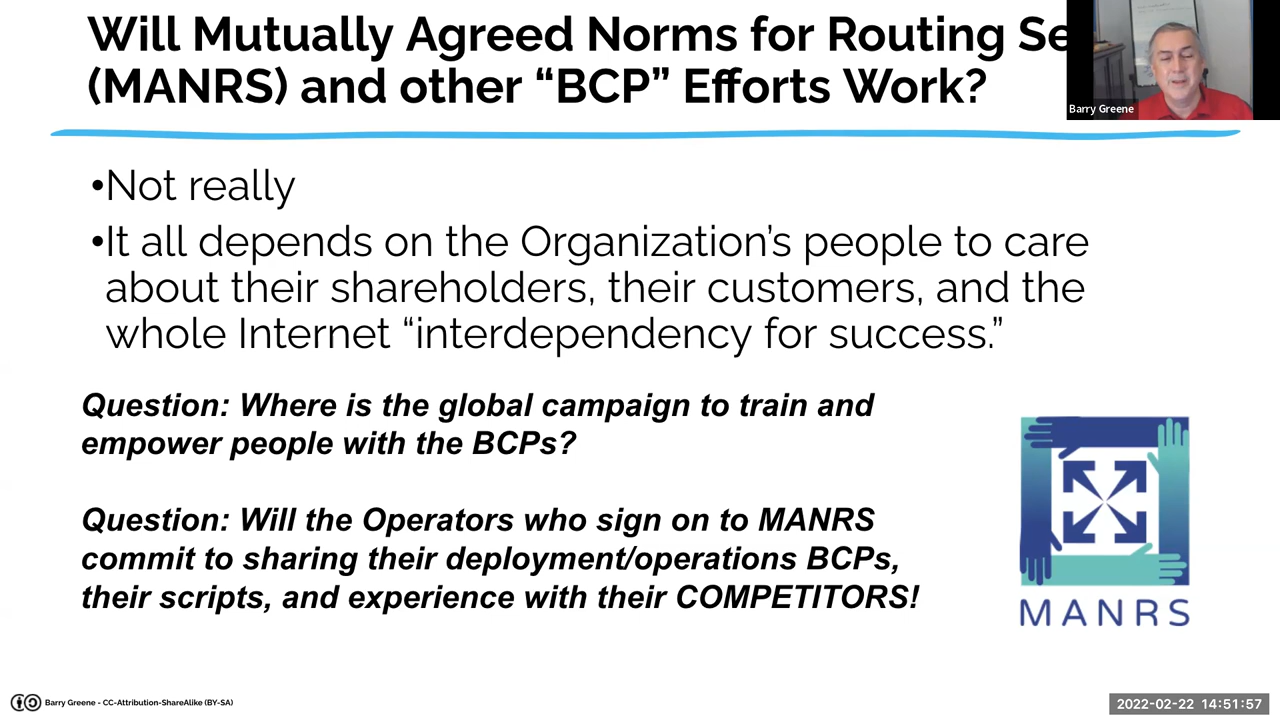 Will Mutually Agreed Norms for Routing Se
(MANRS) and other “BCP” Efforts Work?
Barry Greene
•Not really
•It all depends on the Organization’s people to care
about their shareholders, their customers, and the
whole Internet “interdependency for success.”
Question: Where is the global campaign to train and
empower people with the BCPs?
Question: Will the Operators who sign on to MANRS
commit to sharing their deployment/operations BCPs,
their scripts, and experience with their COMPETITORS!
MANRS
Barry Greene - CC-Attribution-ShareAlike (BY-SA)
2022-02-22 14:51:57